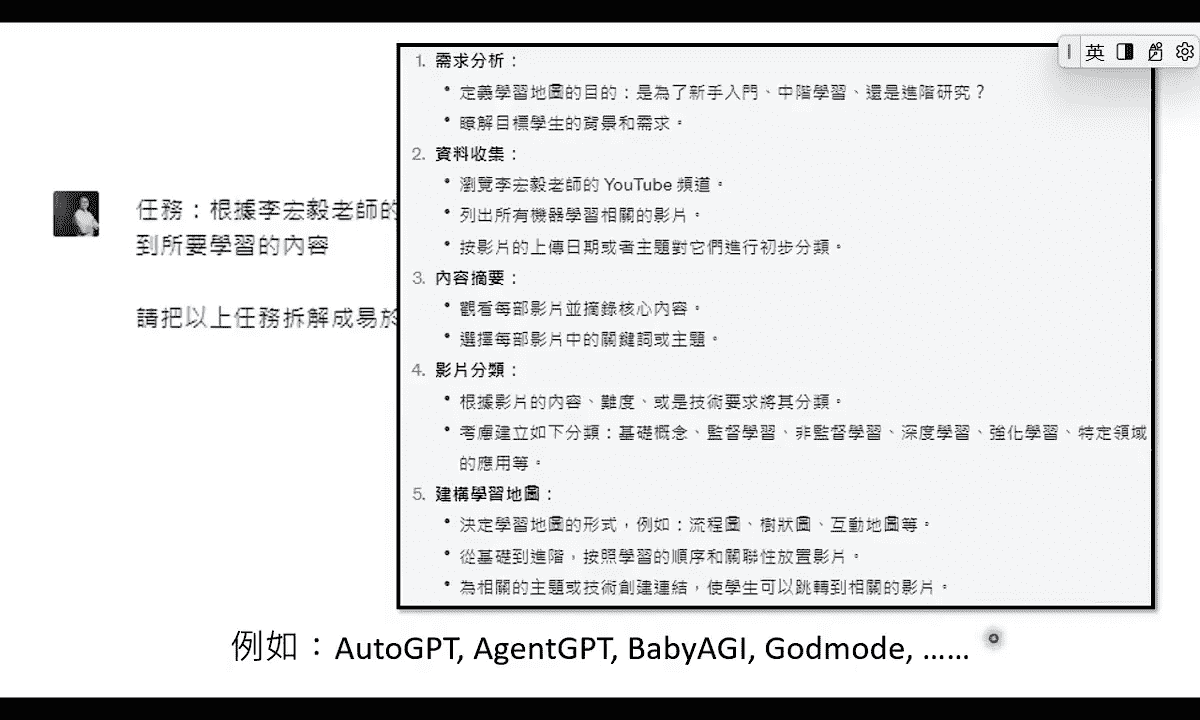 英
1. 需求分析：
• 定義學習地圖的目的：是為了新手入門、中階學習、還是進階研究？
• 瞭解目標學生的背景和需求。
2. 資料收集：
• 瀏覽李宏毅老師的 YouTube 頻道。
• 列出所有機器學習相關的影片。
• 按影片的上傳日期或者主題對它們進行初步分類。
3. 內容摘要：
• 觀看每部影片並摘錄核心內容。
• 選擇每部影片中的關鍵詞或主題。
4. 影片分類：
• 根據影片的內容、難度、或是技術要求將其分類。
• 考慮建立如下分類：基礎概念、監督學習、非監督學習、深度學習、強化學習、特定領域
的應用等。
5. 建構學習地圖：
• 決定學習地圖的形式，例如：流程圖、樹狀圖、互動地圖等。
• 從基礎到進階，按照學習的順序和關聯性放置影片。
• 為相關的主題或技術創建連結，使學生可以跳轉到相關的影片。
任務：根據李宏毅老師的
到所要學習的內容
請把以上任務拆解成易於
例如：AutoGPT, AgentGPT, BabyAGI, Godmode, ……